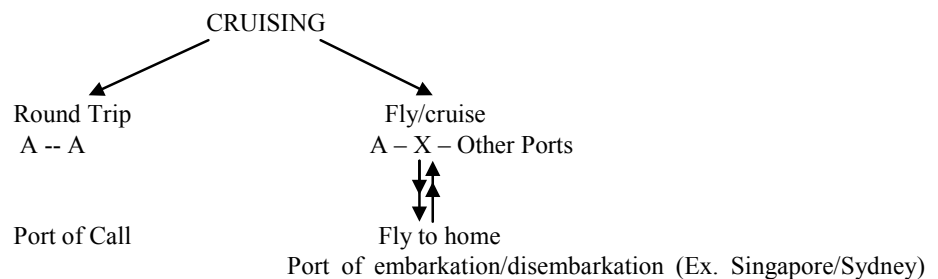 CRUISING
Round Trip Fly/cruise
A -- A A – X – Other Ports
Port of Call Fly to home
Port of embarkation/disembarkation (Ex. Singapore/Sydney)